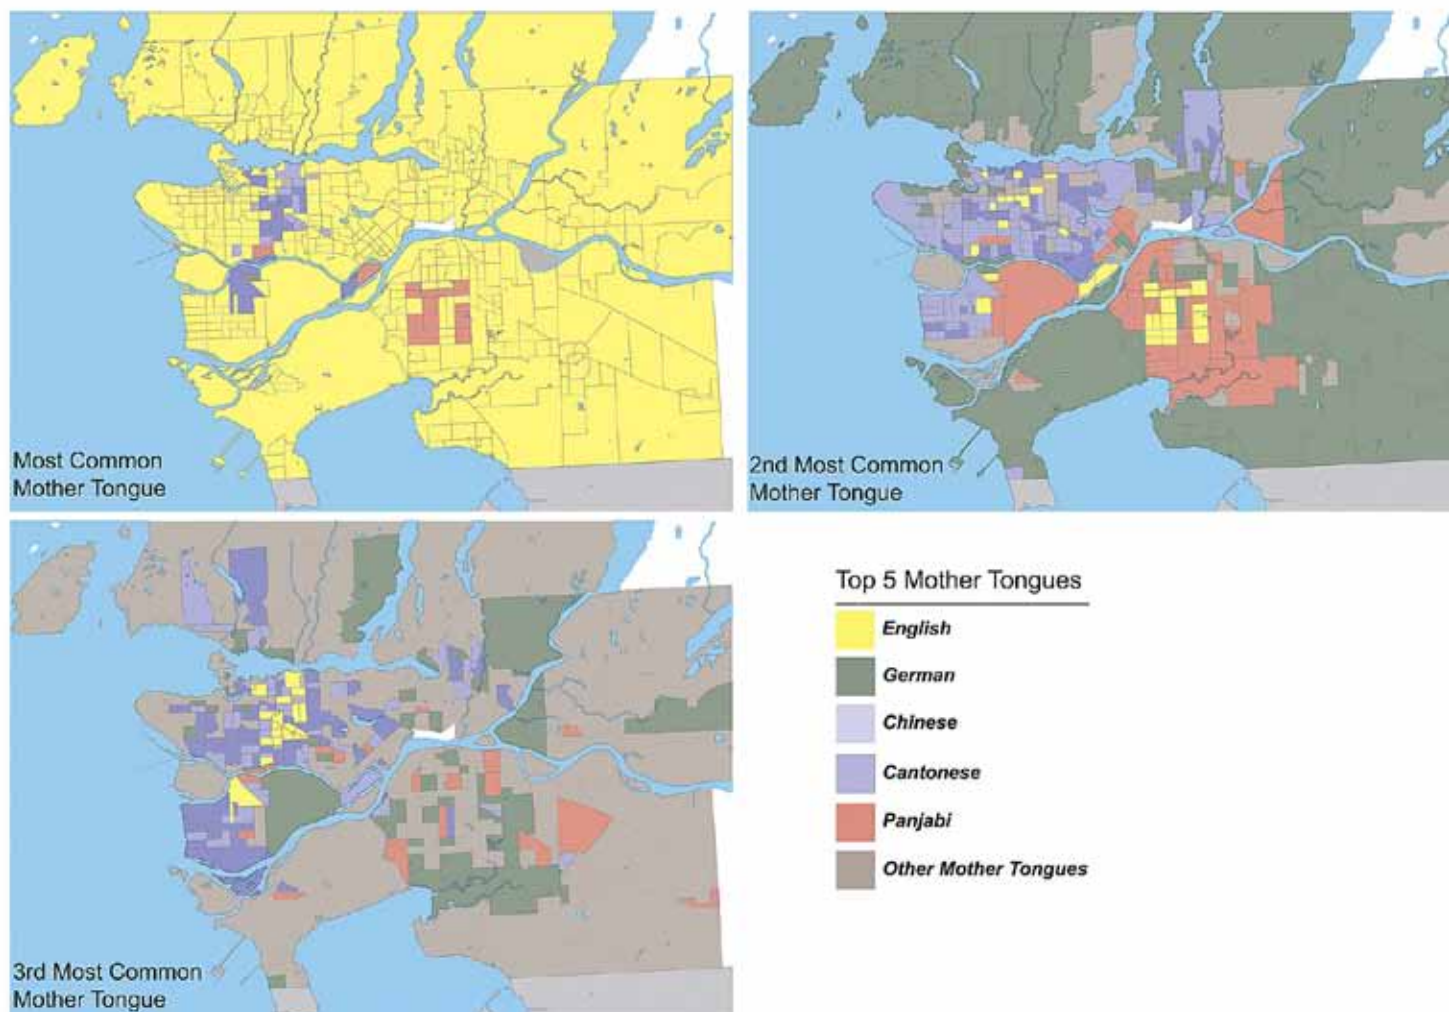 Most Common
Mother Tongue
2nd Most Common
Mother Tongue
3rd Most Common
Mother Tongue
Top 5 Mother Tongues
English
German
Chinese
Cantonese
Panjabi
Other Mother Tongues